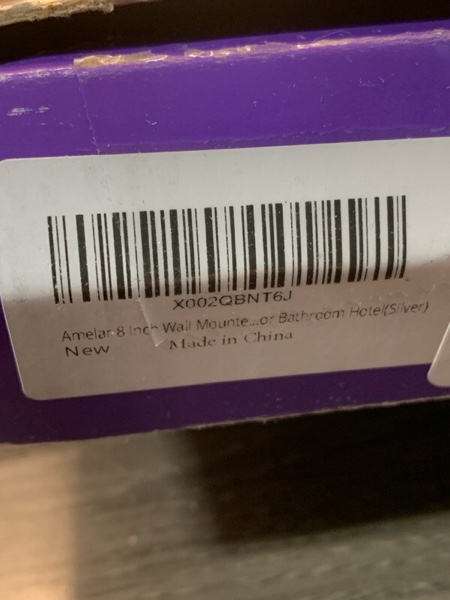 X002QBNT6J
Amelar 8 Inch Wall Mounte...or Bathroom Hotel(Silver)
New
Made in China